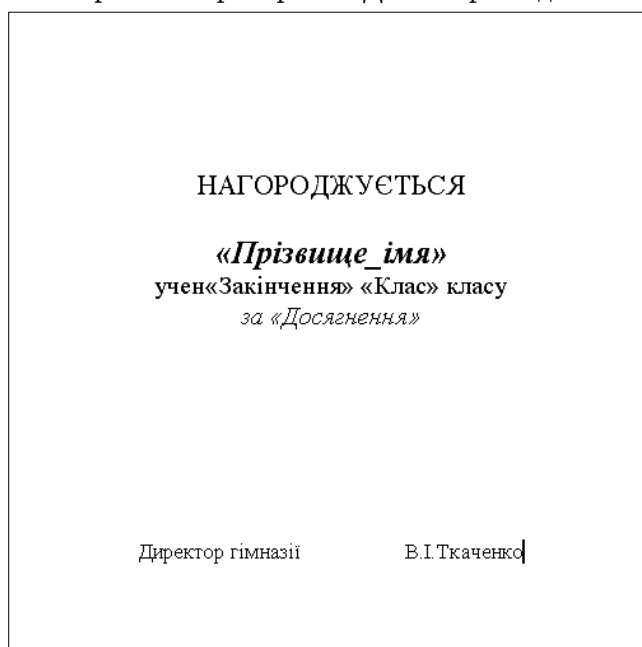 НАГОРОДЖУЄТЬСЯ
«Прізвище_імя»
учен«Закінчення» «Клас» класу
за «Досягнення»
Директор гімназії В.І.Ткаченко